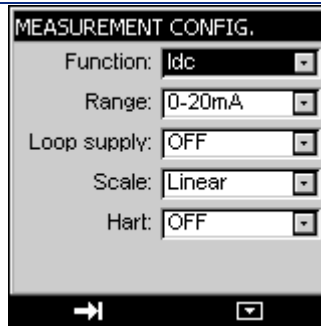 MEASUREMENT CONFIG.
Function: Idc
Range: 0-20mA
Loop supply: OFF
Scale: Linear
Hart: OFF